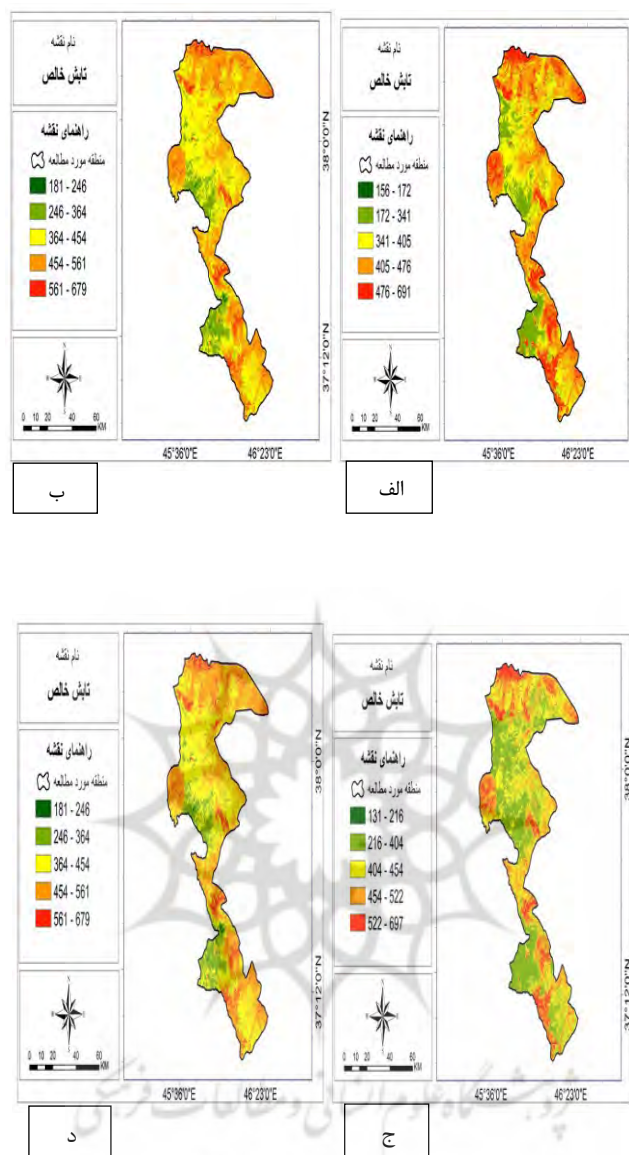 نام نقشه
تابش خالص
راهنمای نقشه
منطقه مورد مطالعه
156 - 172
172 - 341
341 - 405
405 - 476
476 - 691
N
0 10 20 40 60
KM
38°0'0"N
37°12'0"N
45°36'0"E 46°23'0"E
الف
نام نقشه
تابش خالص
راهنمای نقشه
منطقه مورد مطالعه
181 - 246
246 - 364
364 - 454
454 - 561
561 - 679
N
0 10 20 40 60
KM
38°0'0"N
37°12'0"N
45°36'0"E 46°23'0"E
ب
نام نقشه
تابش خالص
راهنمای نقشه
منطقه مورد مطالعه
131 - 216
216 - 404
404 - 454
454 - 522
522 - 697
N
0 10 20 40 60
KM
38°0'0"N
37°12'0"N
45°36'0"E 46°23'0"E
ج
نام نقشه
تابش خالص
راهنمای نقشه
منطقه مورد مطالعه
181 - 246
246 - 364
364 - 454
454 - 561
561 - 679
N
0 10 20 40 60
KM
38°0'0"N
37°12'0"N
45°36'0"E 46°23'0"E
د
پژوهشگاه علوم انسانی و مطالعات فرهنگی